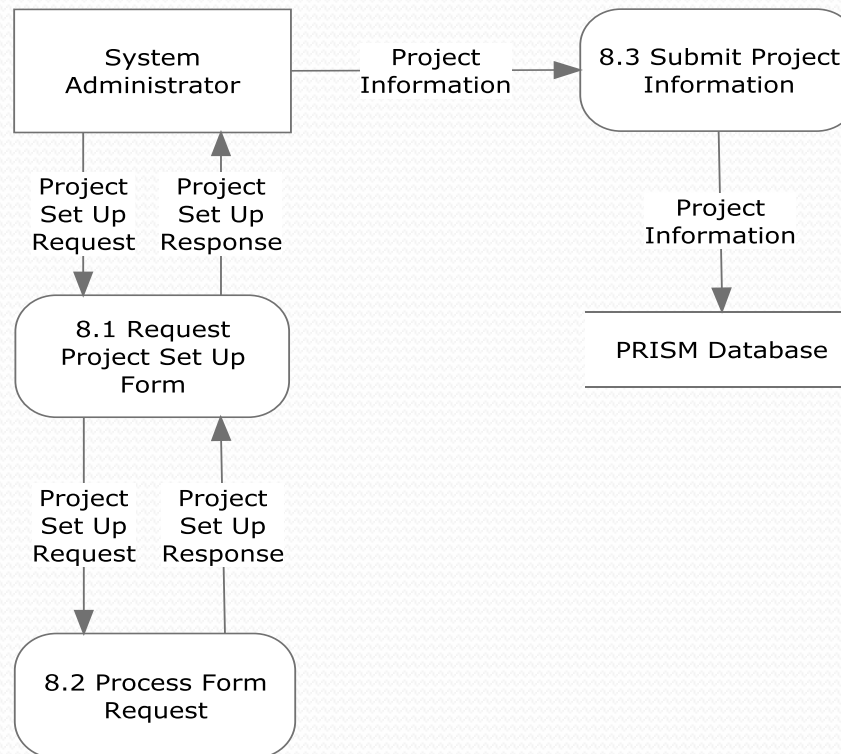 System
Administrator
Project
Information
8.3 Submit Project
Information
Project
Set Up
Request
Project
Set Up
Response
Project
Information
8.1 Request
Project Set Up
Form
PRISM Database
Project
Set Up
Request
Project
Set Up
Response
8.2 Process Form
Request